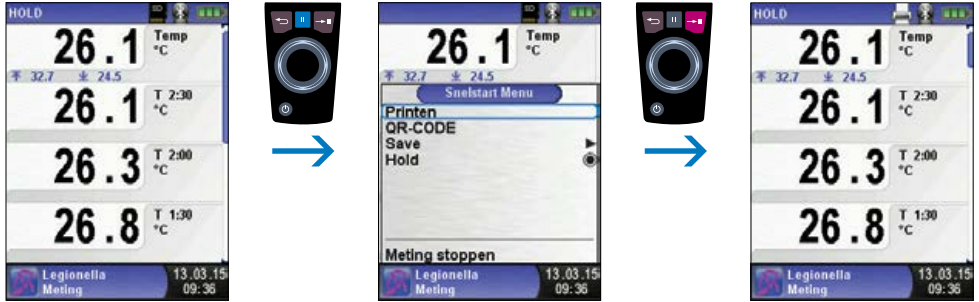 HOLD
26.1 Temp °C
32.7 24.5
26.1 T 2:30 °C
26.3 T 2:00 °C
26.8 T 1:30 °C
Legionella 13.03.15
Meting 09:36
26.1 Temp °C
32.7 24.5
Snelstart Menu
Printen
QR-CODE
Save
Hold
Meting stoppen
Legionella 13.03.15
Meting 09:36
HOLD
26.1 Temp °C
32.7 24.5
26.1 T 2:30 °C
26.3 T 2:00 °C
26.8 T 1:30 °C
Legionella 13.03.15
Meting 09:36